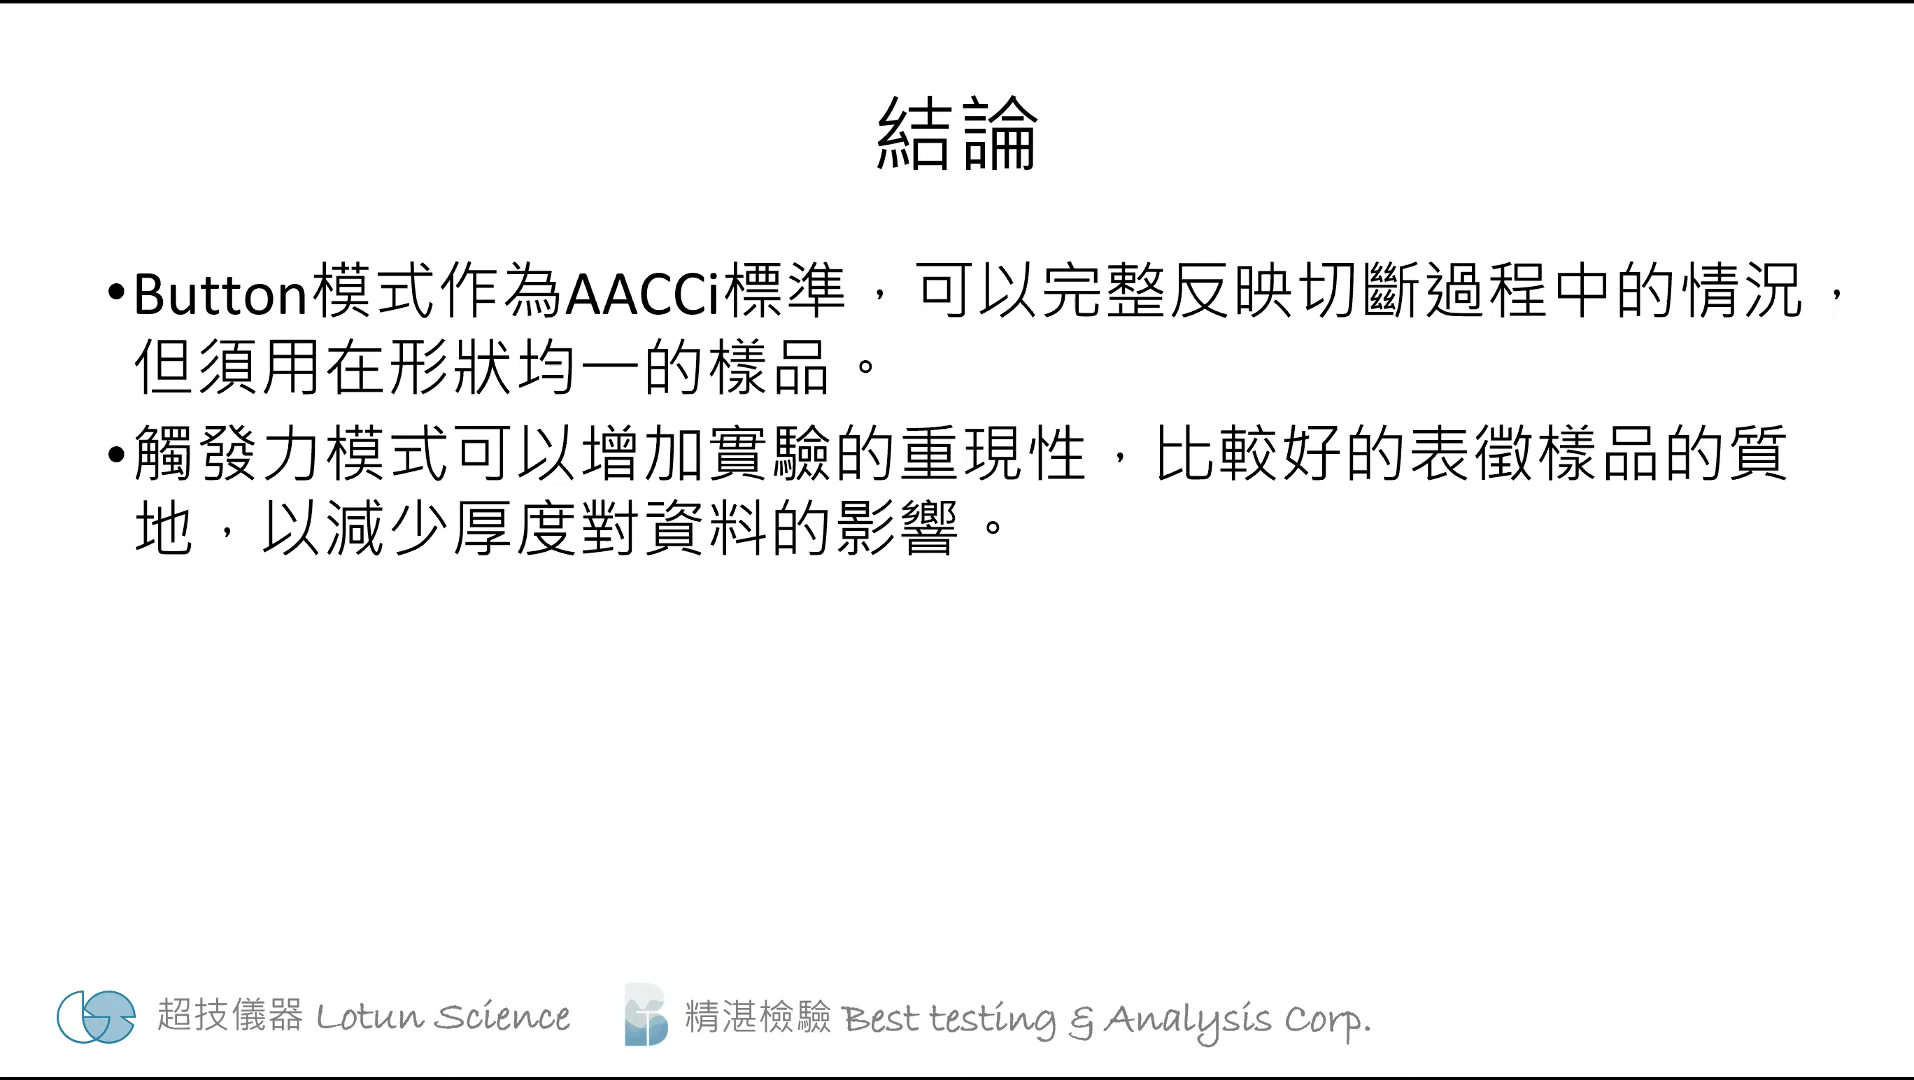 結論
•Button模式作為AACCi標準，可以完整反映切斷過程中的情況，
但須用在形狀均一的樣品。
•觸發力模式可以增加實驗的重現性，比較好的表徵樣品的質
地，以減少厚度對資料的影響。
超技儀器 Lotun Science 精湛檢驗 Best testing & Analysis Corp.